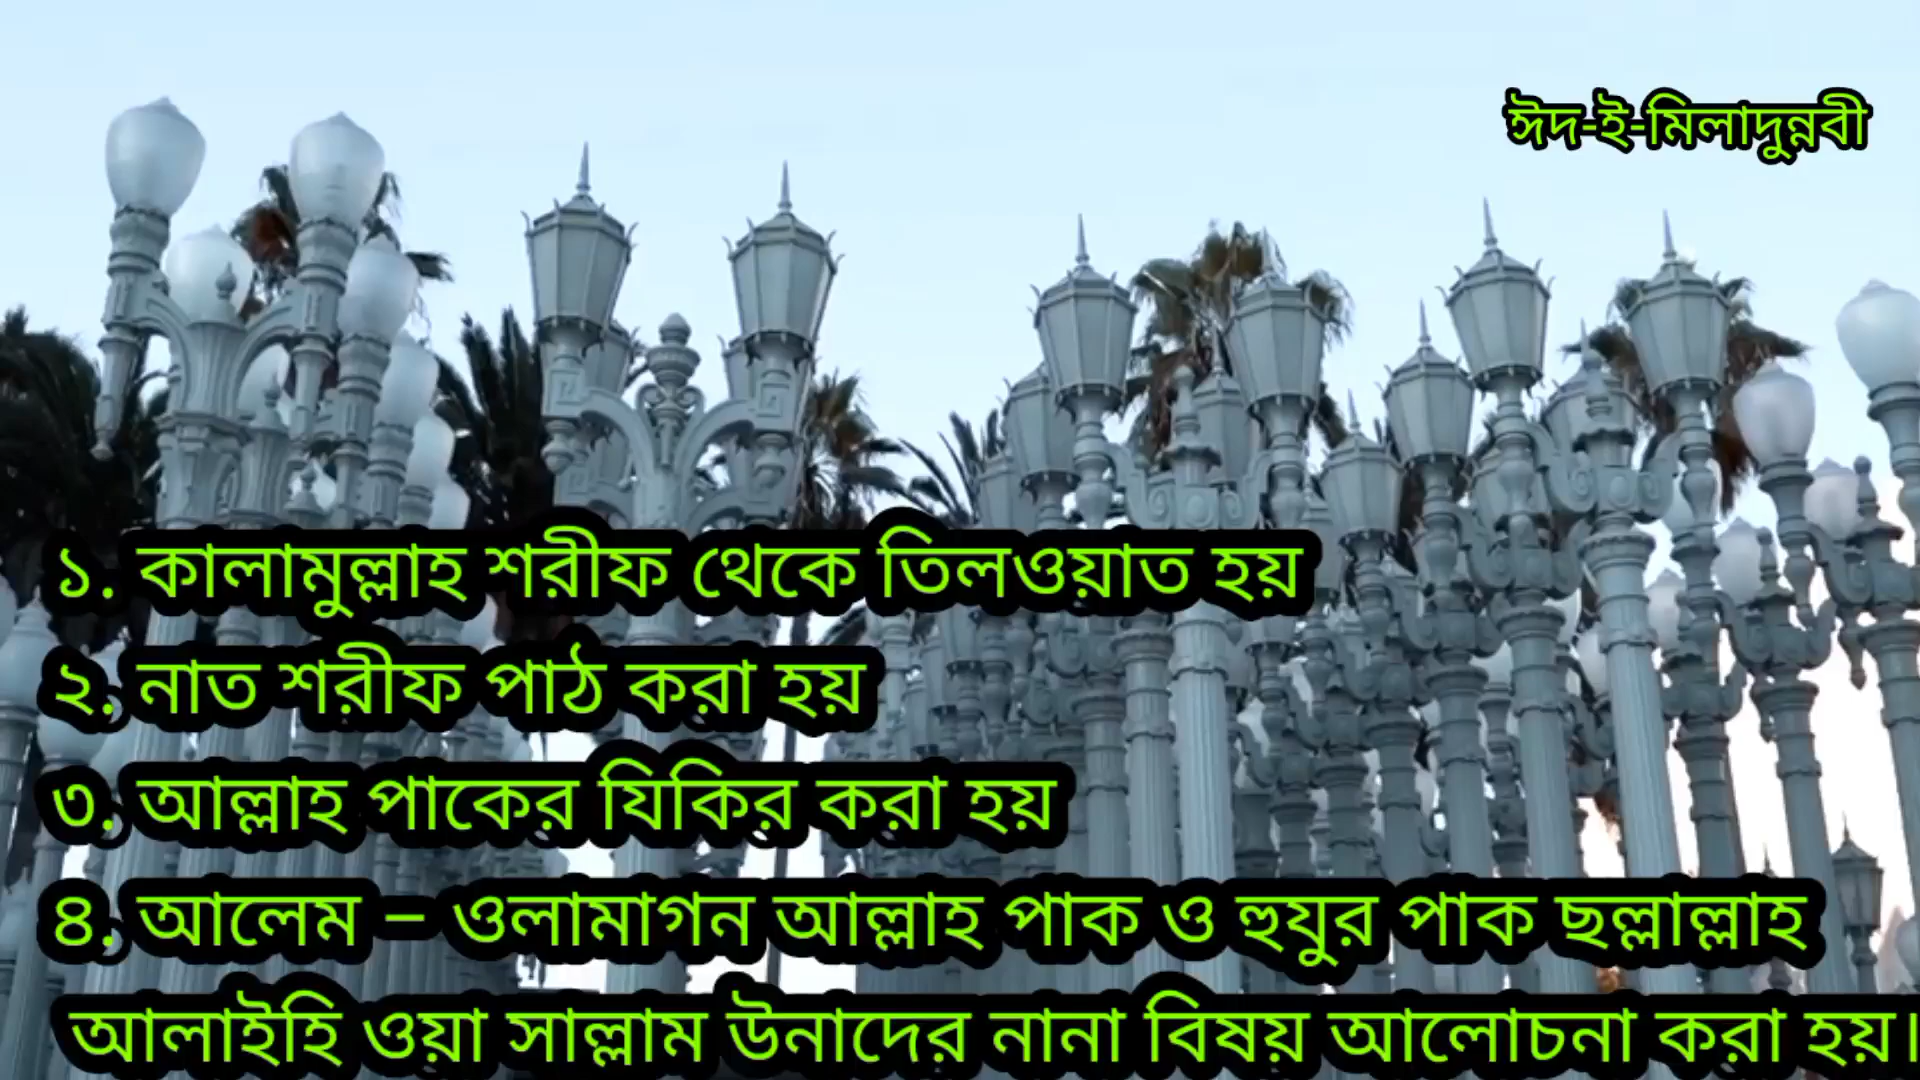 ঈদ-ই-মিলাদুন্নবী
১. কালামুল্লাহ শরীফ থেকে তিলওয়াত হয়
২. নাত শরীফ পাঠ করা হয়
৩. আল্লাহ পাকের যিকির করা হয়
৪. আলেম – ওলামাগন আল্লাহ পাক ও হুযুর পাক ছল্লাল্লাহ
আলাইহি ওয়া সাল্লাম উনাদের নানা বিষয় আলোচনা করা হয়।